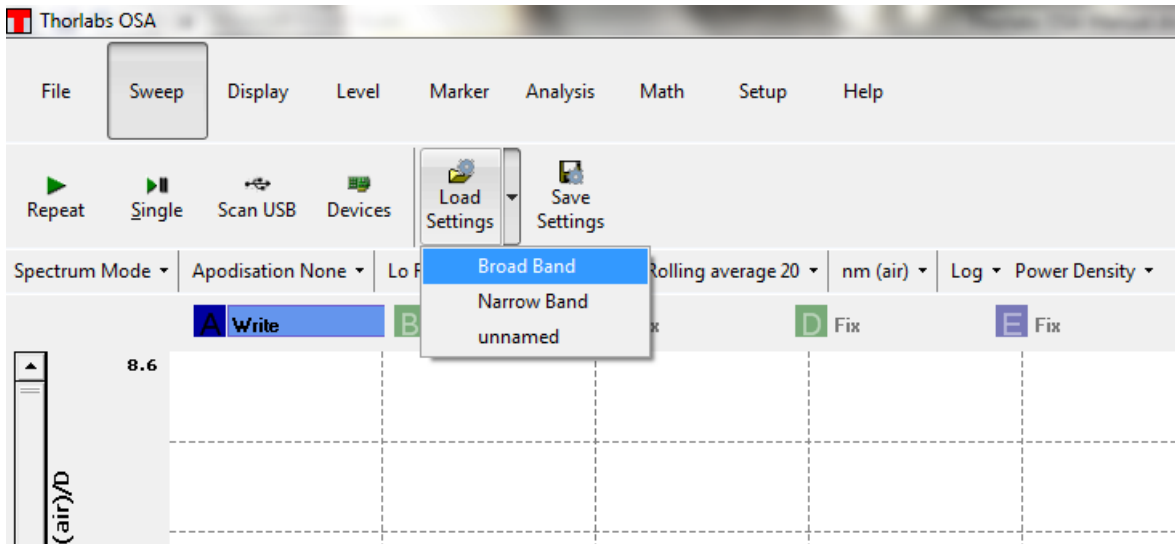 Thorlabs OSA
File Sweep Display Level Marker Analysis Math Setup Help
Repeat Single Scan USB Devices Load Settings Save Settings
Spectrum Mode Apodisation None Lo Rolling average 20 nm (air) Log Power Density
Broad Band
Narrow Band
unnamed
A Write B D Fix E Fix
8.6
(air)/D